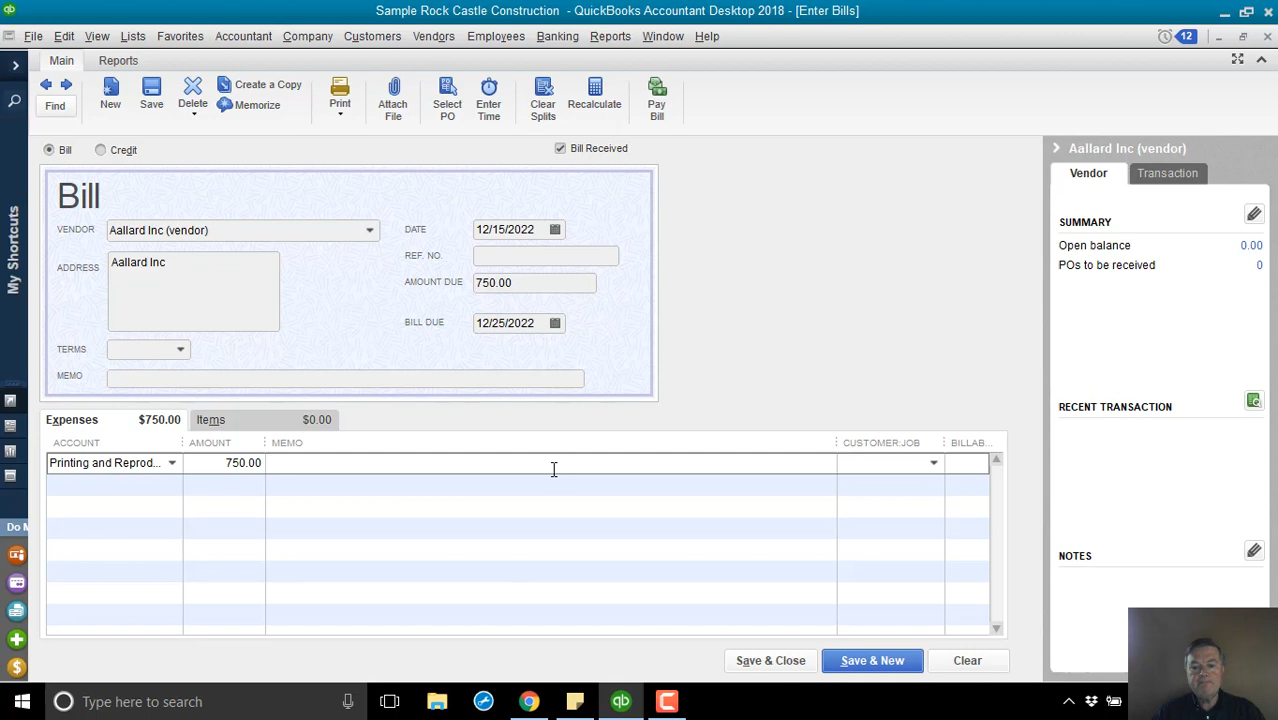 Sample Rock Castle Construction - QuickBooks Accountant Desktop 2018 - [Enter Bills]
File Edit View Lists Favorites Accountant Company Customers Vendors Employees Banking Reports Window Help 12
Main Reports
Find New Save Delete Create a Copy Memorize Print Attach File Select PO Enter Time Clear Splits Recalculate Pay Bill
Bill Credit Bill Received
Aallard Inc (vendor)
Vendor Transaction
Bill
VENDOR Aallard Inc (vendor) DATE 12/15/2022
SUMMARY
Open balance 0.00
POs to be received 0
ADDRESS Aallard Inc REF. NO.
AMOUNT DUE 750.00
BILL DUE 12/25/2022
TERMS
MEMO
My Shortcuts
RECENT TRANSACTION
Expenses $750.00 Items $0.00
ACCOUNT AMOUNT MEMO CUSTOMER:JOB BILLAB...
Printing and Reprod... 750.00
Do M
NOTES
Save & Close Save & New Clear
Type here to search
qb